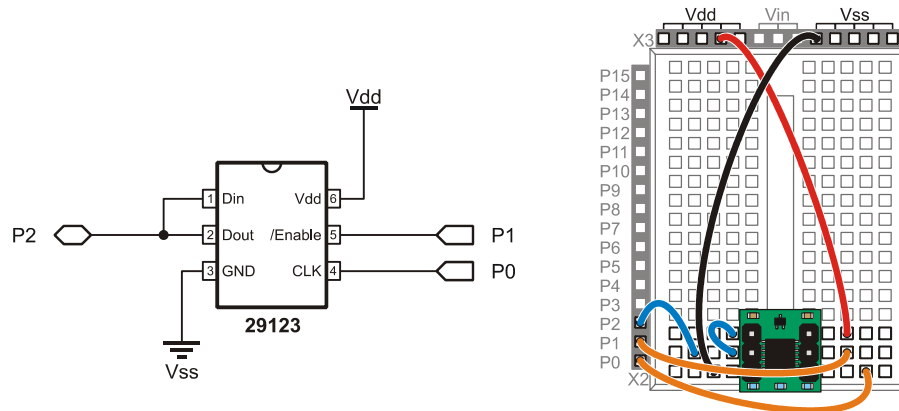 Vdd
P2
1 Din
2 Dout
3 GND
Vdd 6
/Enable 5
CLK 4
P1
P0
29123
Vss
Vdd Vin Vss
X3
P15
P14
P13
P12
P11
P10
P9
P8
P7
P6
P5
P4
P3
P2
P1
P0
X2